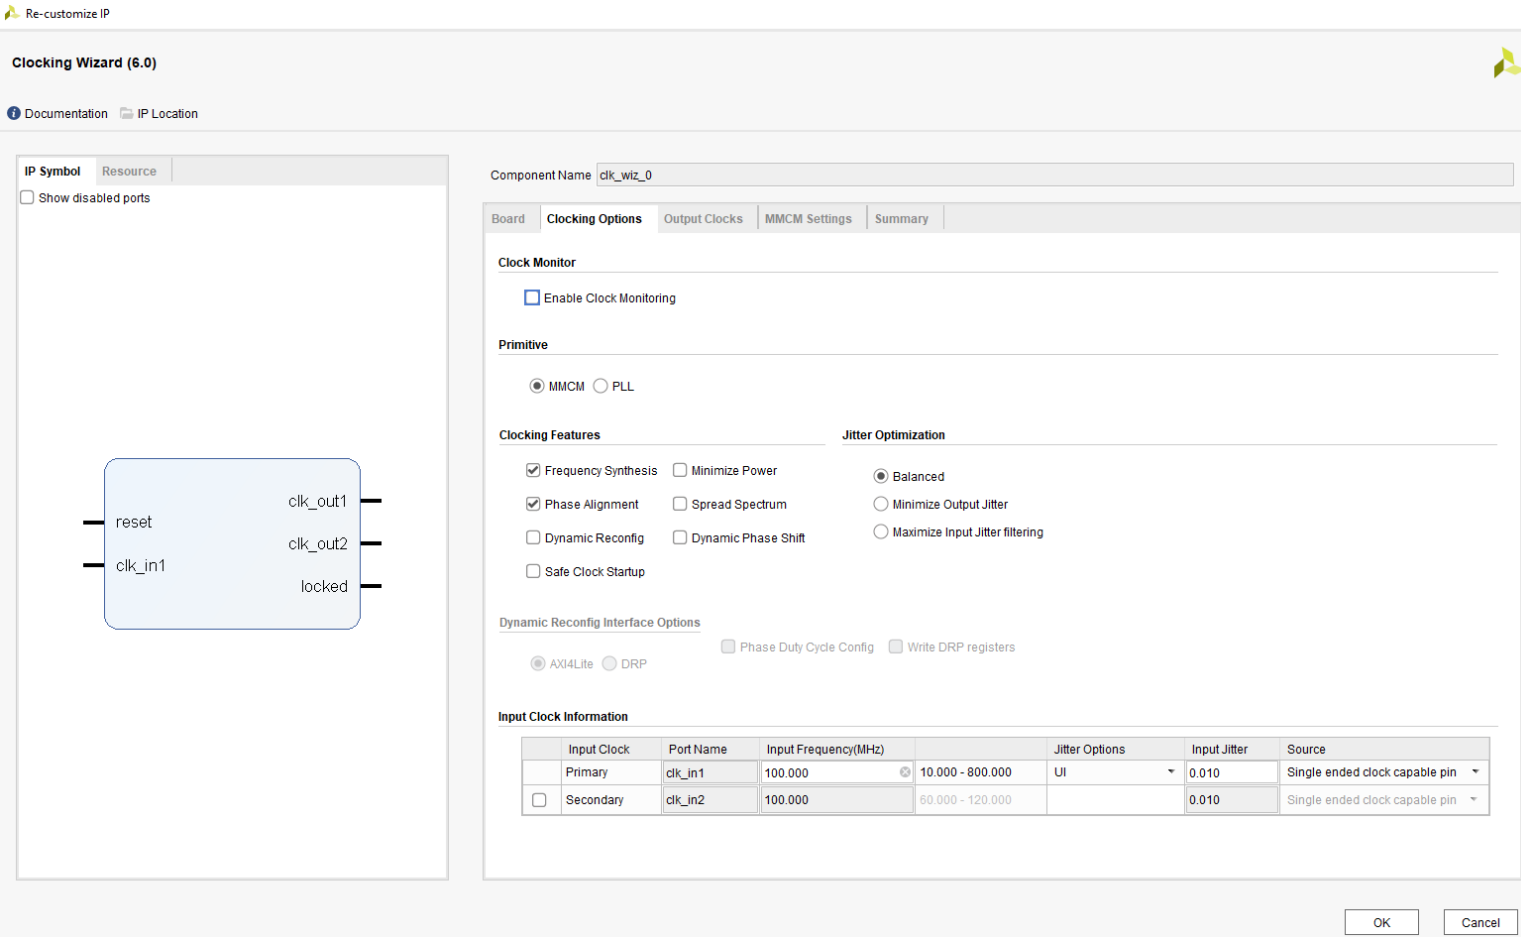 Re-customize IP
Clocking Wizard (6.0)
Documentation IP Location
IP Symbol Resource
Show disabled ports
reset
clk_in1
clk_out1
clk_out2
locked
Component Name clk_wiz_0
Board Clocking Options Output Clocks MMCM Settings Summary
Clock Monitor
Enable Clock Monitoring
Primitive
MMCM PLL
Clocking Features
Frequency Synthesis Minimize Power
Phase Alignment Spread Spectrum
Dynamic Reconfig Dynamic Phase Shift
Safe Clock Startup
Jitter Optimization
Balanced
Minimize Output Jitter
Maximize Input Jitter filtering
Dynamic Reconfig Interface Options
AXI4Lite DRP
Phase Duty Cycle Config Write DRP registers
Input Clock Information
Input Clock Port Name Input Frequency(MHz) Jitter Options Input Jitter Source
Primary clk_in1 100.000 10.000 - 800.000 UI 0.010 Single ended clock capable pin
Secondary clk_in2 100.000 60.000 - 120.000 0.010 Single ended clock capable pin
OK Cancel